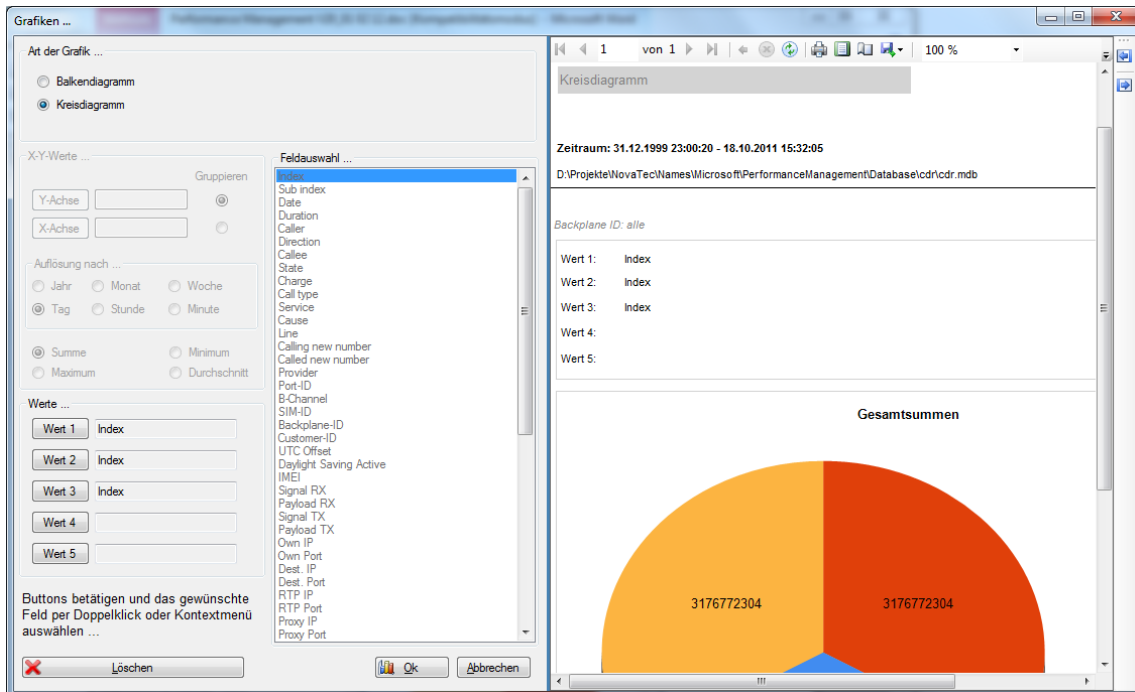 Grafiken ...
Art der Grafik ...
Balkendiagramm
Kreisdiagramm
X-Y-Werte ...
Gruppieren
Y-Achse
X-Achse
Auflösung nach ...
Jahr Monat Woche
Tag Stunde Minute
Summe Minimum
Maximum Durchschnitt
Werte ...
Wert 1 Index
Wert 2 Index
Wert 3 Index
Wert 4
Wert 5
Buttons betätigen und das gewünschte
Feld per Doppelklick oder Kontextmenü
auswählen ...
Löschen
Feldauswahl ...
Index
Sub index
Date
Duration
Caller
Direction
Callee
State
Charge
Call type
Service
Cause
Line
Calling new number
Called new number
Provider
Port-ID
B-Channel
SIM-ID
Backplane-ID
Customer-ID
UTC Offset
Daylight Saving Active
IMEI
Signal RX
Payload RX
Signal TX
Payload TX
Own IP
Own Port
Dest. IP
Dest. Port
RTP IP
RTP Port
Proxy IP
Proxy Port
Ok Abbrechen
1 von 1 100 %
Kreisdiagramm
Zeitraum: 31.12.1999 23:00:20 - 18.10.2011 15:32:05
D:\Projekte\NovaTec\Names\Microsoft\PerformanceManagement\Database\cdr\cdr.mdb
Backplane ID: alle
Wert 1: Index
Wert 2: Index
Wert 3: Index
Wert 4:
Wert 5:
Gesamtsummen
3176772304 3176772304